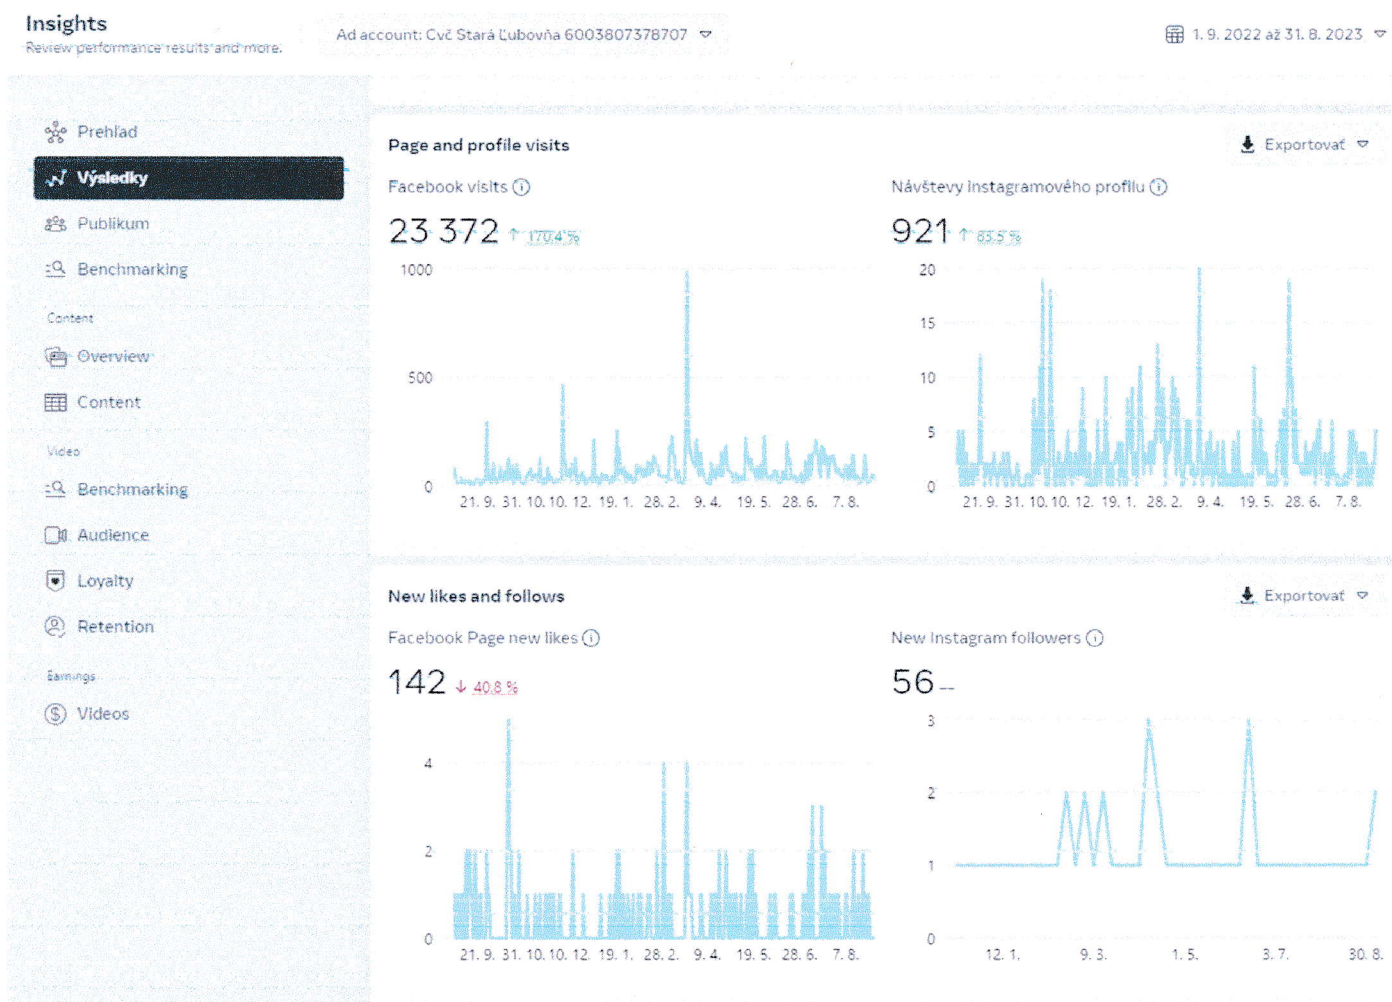 Insights
Review performance results and more.
Ad account: Cvč Stará Ľubovňa 6003807378707
1. 9. 2022 až 31. 8. 2023
Prehľad
Výsledky
Publikum
Benchmarking
Content
Overview
Content
Video
Benchmarking
Audience
Loyalty
Retention
Earnings
Videos
Page and profile visits
Exportovať
Facebook visits
23 372 ↑ 170.4 %
1000
500
0
21. 9. 31. 10. 10. 12. 19. 1. 28. 2. 9. 4. 19. 5. 28. 6. 7. 8.
Návštevy instagramového profilu
921 ↑ 83.5 %
20
15
10
5
0
21. 9. 31. 10. 10. 12. 19. 1. 28. 2. 9. 4. 19. 5. 28. 6. 7. 8.
New likes and follows
Exportovať
Facebook Page new likes
142 ↓ 40.8 %
4
2
0
21. 9. 31. 10. 10. 12. 19. 1. 28. 2. 9. 4. 19. 5. 28. 6. 7. 8.
New Instagram followers
56 --
3
2
1
0
12. 1. 9. 3. 1. 5. 3. 7. 30. 8.